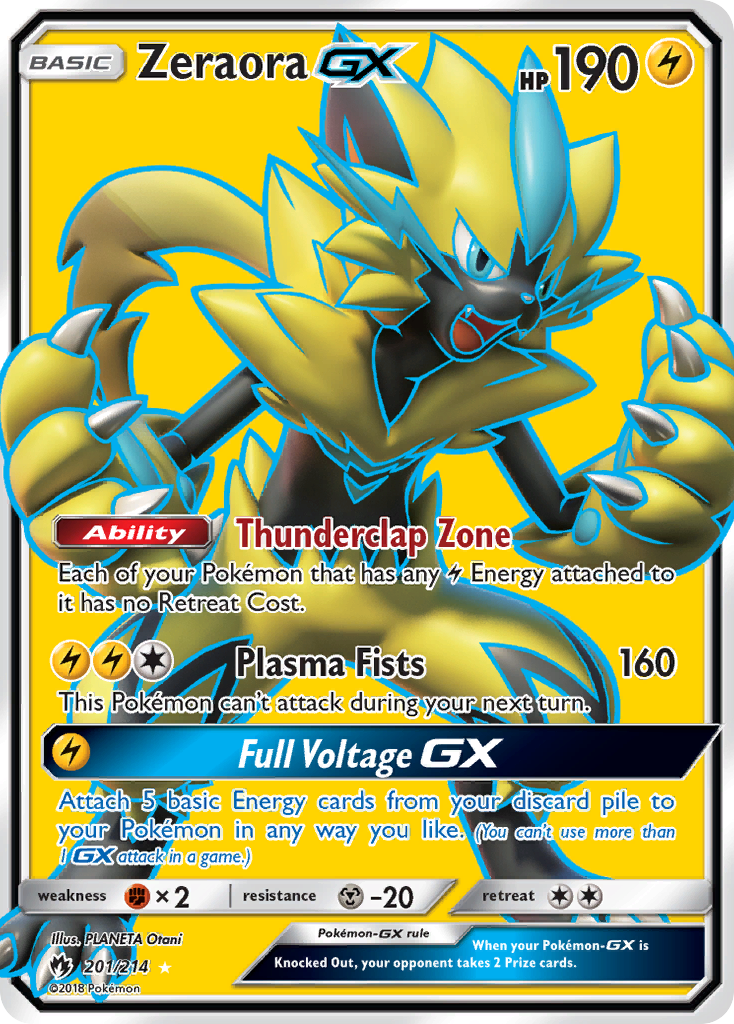 BASIC Zeraora GX HP 190
Ability Thunderclap Zone
Each of your Pokémon that has any Energy attached to
it has no Retreat Cost.
Plasma Fists 160
This Pokémon can't attack during your next turn.
Full Voltage GX
Attach 5 basic Energy cards from your discard pile to
your Pokémon in any way you like. (You can't use more than
1 GX attack in a game.)
weakness ×2 resistance -20 retreat
Illus. PLANETA Otani
201/214
©2018 Pokémon
Pokémon-GX rule
When your Pokémon-GX is
Knocked Out, your opponent takes 2 Prize cards.